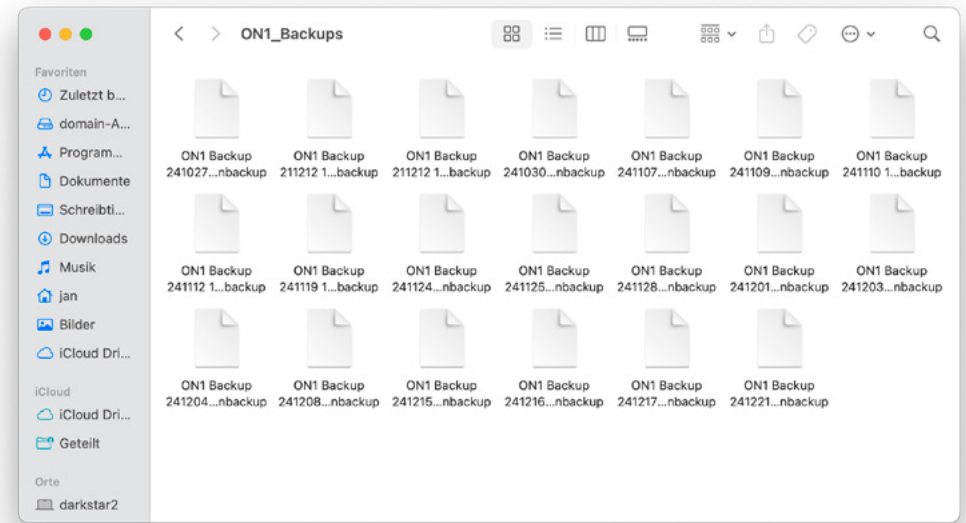 ON1_Backups
Favoriten
Zuletzt b...
domain-A...
Program...
Dokumente
Schreibti...
Downloads
Musik
jan
Bilder
iCloud Dri...
iCloud
iCloud Dri...
Geteilt
Orte
darkstar2
ON1 Backup
241027...nbackup
ON1 Backup
211212 1...backup
ON1 Backup
211212 1...backup
ON1 Backup
241030...nbackup
ON1 Backup
241107...nbackup
ON1 Backup
241109...nbackup
ON1 Backup
241110 1...backup
ON1 Backup
241112 1...backup
ON1 Backup
241119 1...backup
ON1 Backup
241124...nbackup
ON1 Backup
241125...nbackup
ON1 Backup
241128...nbackup
ON1 Backup
241201...nbackup
ON1 Backup
241203...nbackup
ON1 Backup
241204...nbackup
ON1 Backup
241208...nbackup
ON1 Backup
241215...nbackup
ON1 Backup
241216...nbackup
ON1 Backup
241217...nbackup
ON1 Backup
241221...nbackup